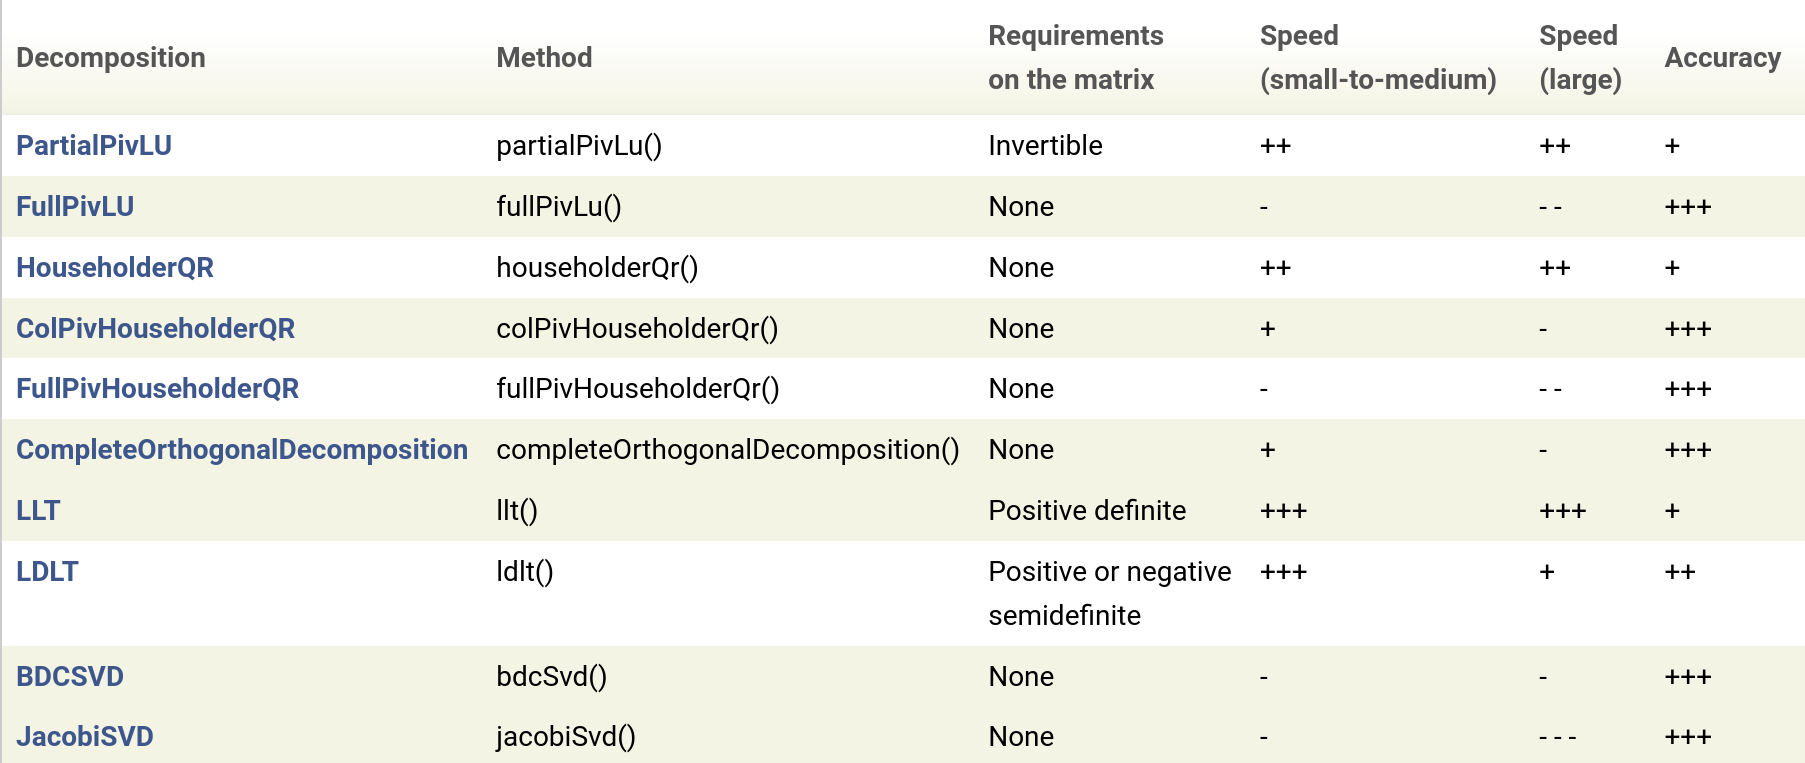 Decomposition Method Requirements on the matrix Speed (small-to-medium) Speed (large) Accuracy
PartialPivLU partialPivLu() Invertible ++ ++ +
FullPivLU fullPivLu() None - - - +++
HouseholderQR householderQr() None ++ ++ +
ColPivHouseholderQR colPivHouseholderQr() None + - +++
FullPivHouseholderQR fullPivHouseholderQr() None - - - +++
CompleteOrthogonalDecomposition completeOrthogonalDecomposition() None + - +++
LLT llt() Positive definite +++ +++ +
LDLT ldlt() Positive or negative semidefinite +++ + ++
BDCSVD bdcSvd() None - - +++
JacobiSVD jacobiSvd() None - - - - +++